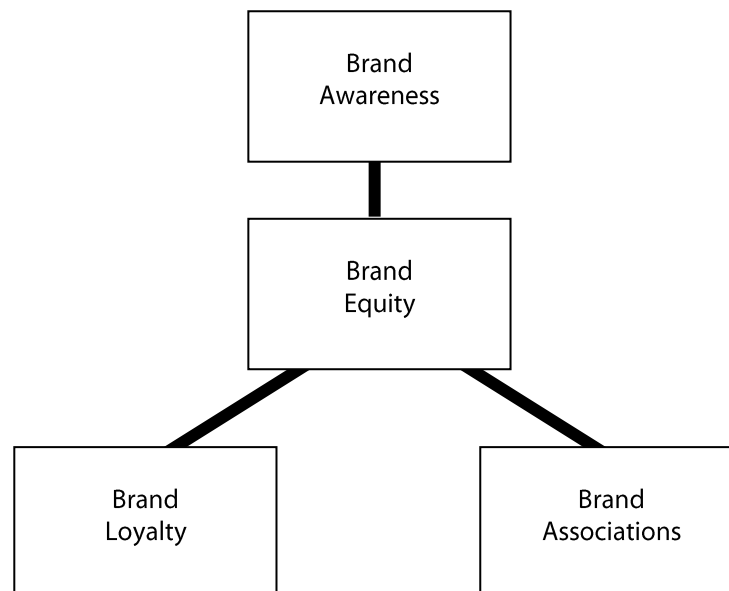 Brand
Awareness
Brand
Equity
Brand
Loyalty
Brand
Associations